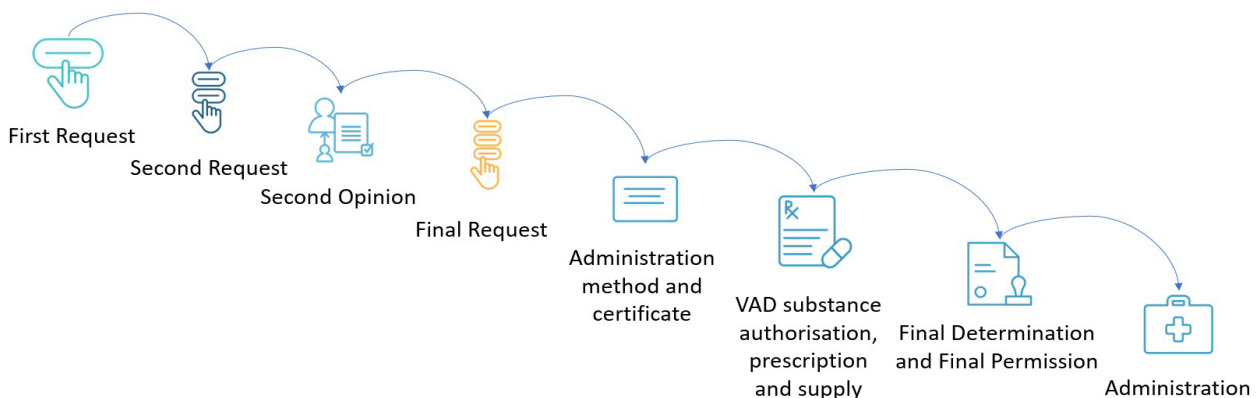 First Request
Second Request
Second Opinion
Final Request
Administration
method and
certificate
VAD substance
authorisation,
prescription
and supply
Final Determination
and Final Permission
Administration